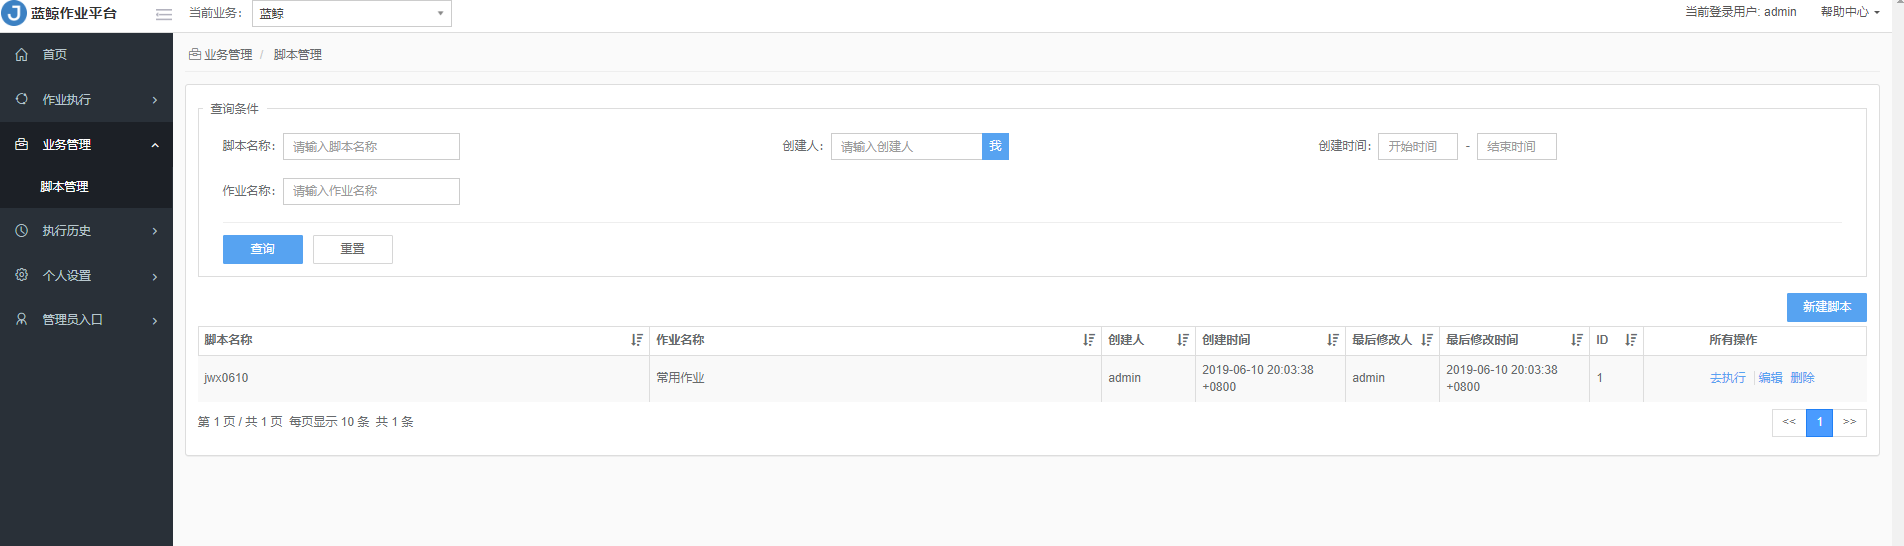 J 蓝鲸作业平台
当前业务： 蓝鲸
当前登录用户: admin 帮助中心
首页
作业执行
业务管理
脚本管理
执行历史
个人设置
管理员入口
业务管理 / 脚本管理
查询条件
脚本名称： 请输入脚本名称 创建人： 请输入创建人 我 创建时间： 开始时间 - 结束时间
作业名称： 请输入作业名称
查询 重置
新建脚本
脚本名称 作业名称 创建人 创建时间 最后修改人 最后修改时间 ID 所有操作
jwx0610 常用作业 admin 2019-06-10 20:03:38 +0800 admin 2019-06-10 20:03:38 +0800 1 去执行 | 编辑 删除
第 1 页 / 共 1 页 每页显示 10 条 共 1 条
<< 1 >>